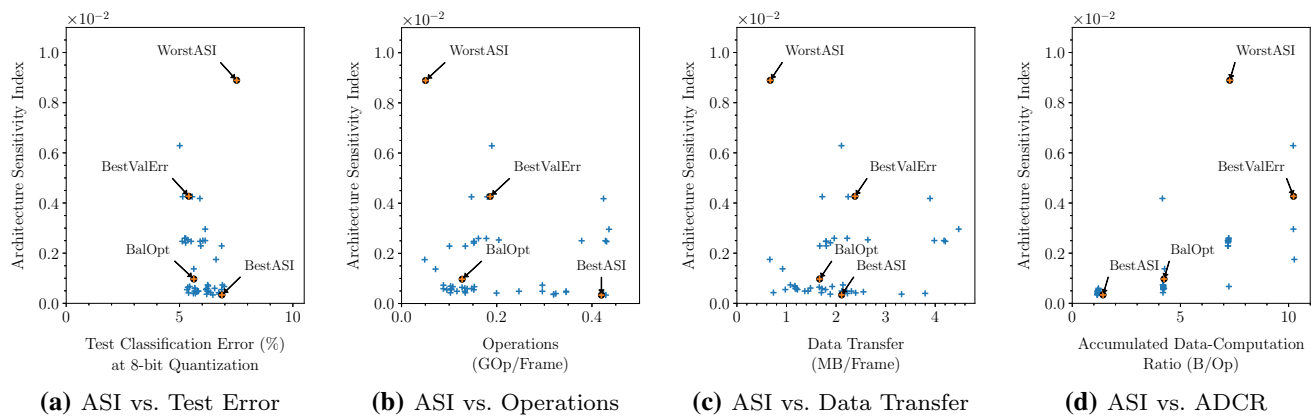 ×10⁻²
1.0
0.8
0.6
0.4
0.2
0.0
0
5
10
Architecture Sensitivity Index
WorstASI
BestValErr
BalOpt
BestASI
Test Classification Error (%)
at 8-bit Quantization
(a) ASI vs. Test Error
×10⁻²
1.0
0.8
0.6
0.4
0.2
0.0
0.0
0.2
0.4
Architecture Sensitivity Index
WorstASI
BestValErr
BalOpt
BestASI
Operations
(GOp/Frame)
(b) ASI vs. Operations
×10⁻²
1.0
0.8
0.6
0.4
0.2
0.0
0
1
2
3
4
Architecture Sensitivity Index
WorstASI
BestValErr
BalOpt
BestASI
Data Transfer
(MB/Frame)
(c) ASI vs. Data Transfer
×10⁻²
1.0
0.8
0.6
0.4
0.2
0.0
0
5
10
Architecture Sensitivity Index
WorstASI
BestValErr
BalOpt
BestASI
Accumulated Data-Computation
Ratio (B/Op)
(d) ASI vs. ADCR